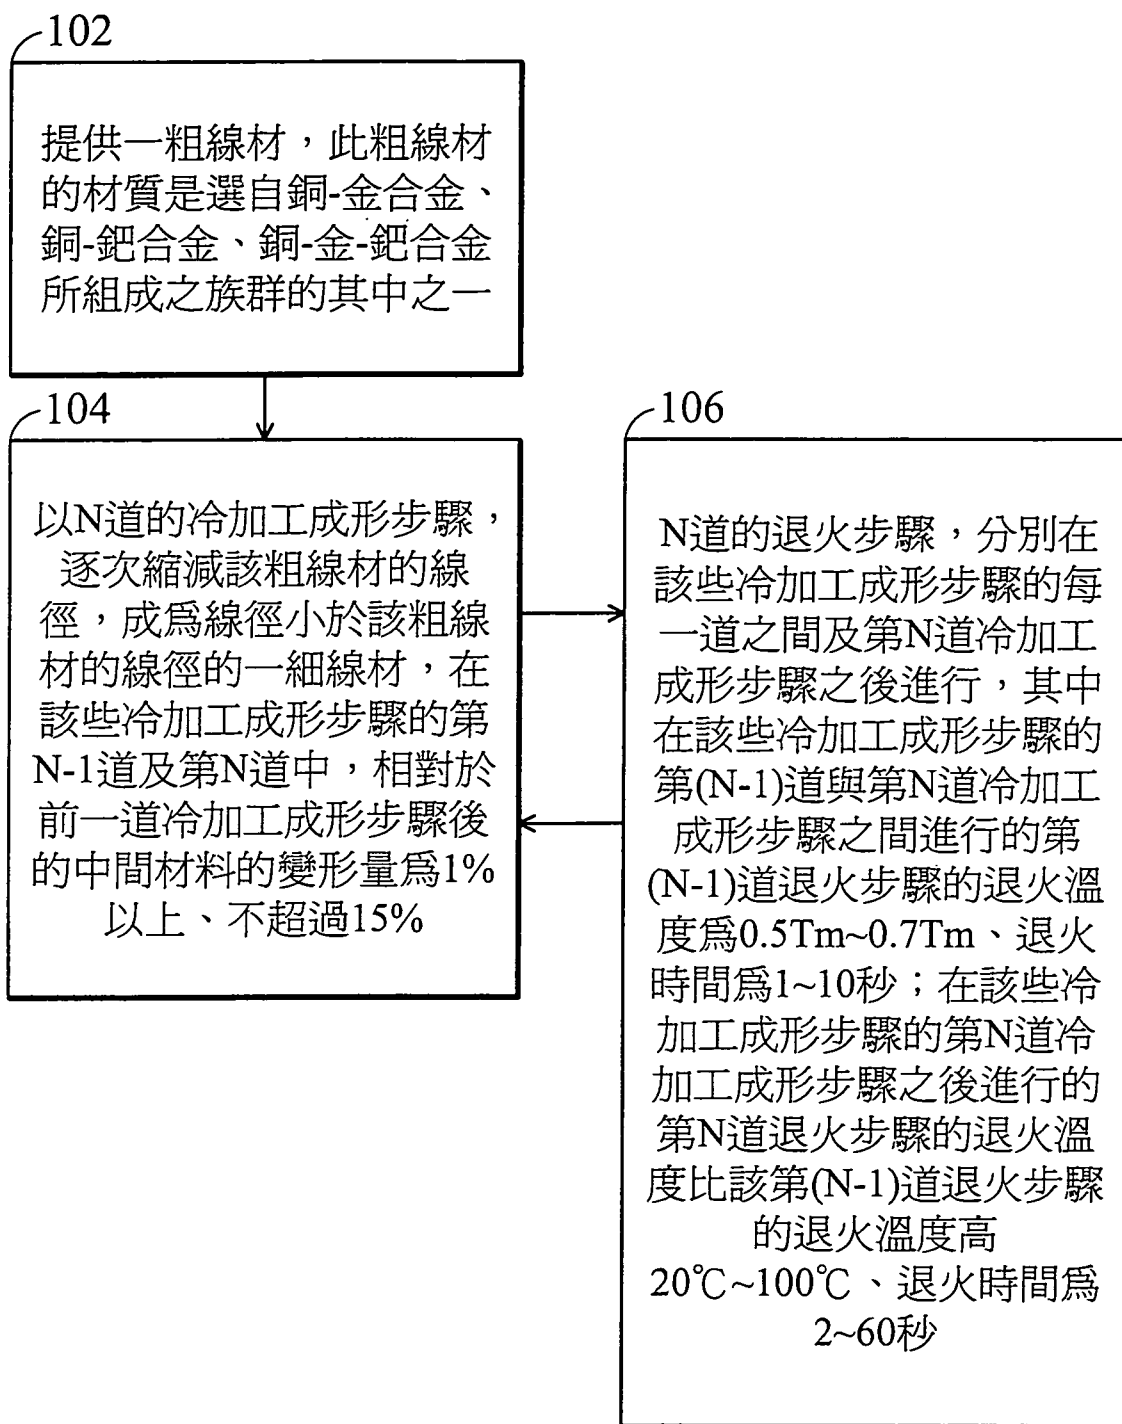 102
提供一粗線材，此粗線材
的材質是選自銅-金合金、
銅-鈀合金、銅-金-鈀合金
所組成之族群的其中之一
104
以N道的冷加工成形步驟，
逐次縮減該粗線材的線
徑，成爲線徑小於該粗線
材的線徑的一細線材，在
該些冷加工成形步驟的第
N-1道及第N道中，相對於
前一道冷加工成形步驟後
的中間材料的變形量爲1%
以上、不超過15%
106
N道的退火步驟，分別在
該些冷加工成形步驟的每
一道之間及第N道冷加工
成形步驟之後進行，其中
在該些冷加工成形步驟的
第(N-1)道與第N道冷加工
成形步驟之間進行的第
(N-1)道退火步驟的退火溫
度爲0.5Tm~0.7Tm、退火
時間爲1~10秒；在該些冷
加工成形步驟的第N道冷
加工成形步驟之後進行的
第N道退火步驟的退火溫
度比該第(N-1)道退火步驟
的退火溫度高
20℃~100℃、退火時間爲
2~60秒